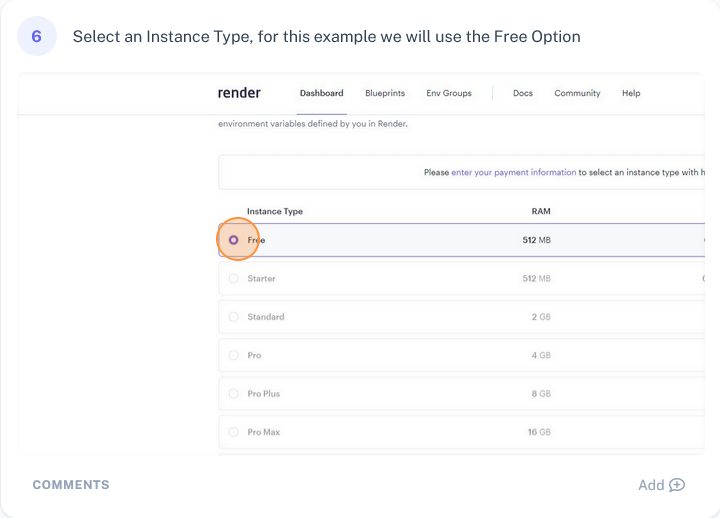 6 Select an Instance Type, for this example we will use the Free Option
render Dashboard Blueprints Env Groups Docs Community Help
environment variables defined by you in Render.
Please enter your payment information to select an instance type with
Instance Type RAM
Free 512 MB
Starter 512 MB
Standard 2 GB
Pro 4 GB
Pro Plus 8 GB
Pro Max 16 GB
COMMENTS Add